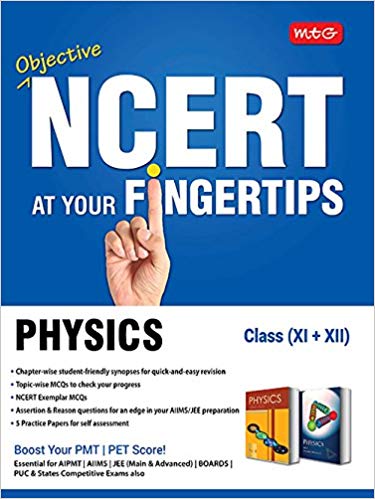 mtG
Objective
NCERT
AT YOUR FINGERTIPS
PHYSICS
Class (XI + XII)
• Chapter-wise student-friendly synopses for quick-and-easy revision
• Topic-wise MCQs to check your progress
• NCERT Exemplar MCQs
• Assertion & Reason questions for an edge in your AIIMS/JEE preparation
• 5 Practice Papers for self assessment
PHYSICS
PHYSICS
Boost Your PMT | PET Score!
Essential for AIPMT | AIIMS | JEE (Main & Advanced) | BOARDS |
PUC & States Competitive Exams also